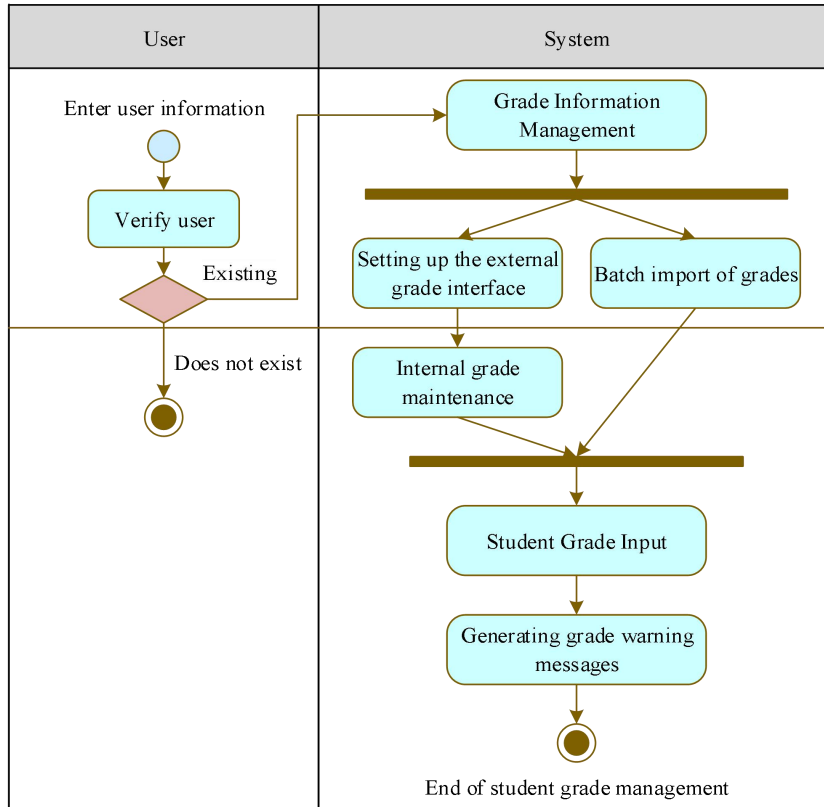 User
System
Enter user information
Verify user
Existing
Does not exist
Grade Information
Management
Setting up the external
grade interface
Batch import of grades
Internal grade
maintenance
Student Grade Input
Generating grade warning
messages
End of student grade management